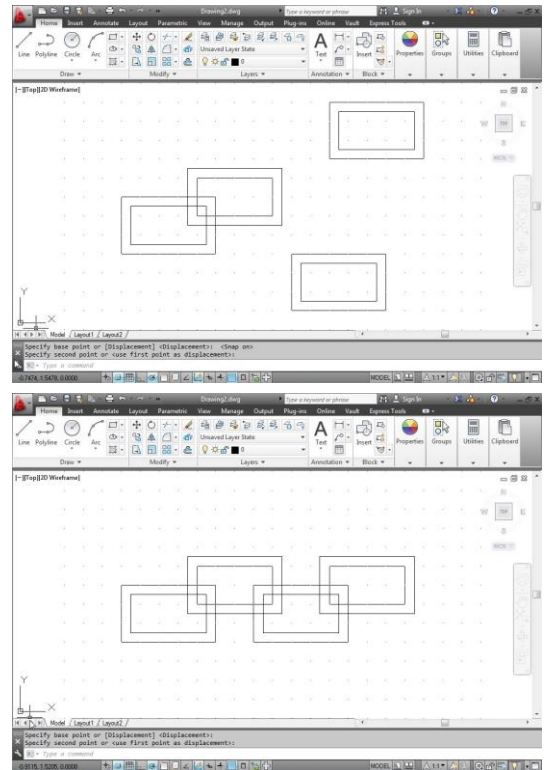 Drawing2.dwg
Type a keyword or phrase
Sign In
Home Insert Annotate Layout Parametric View Manage Output Plug-ins Online Vault Express Tools
Line Polyline Circle Arc
Unsaved Layer State
0
Text Insert Properties Groups Utilities Clipboard
Draw Modify Layers Annotation Block
[-][Top][2D Wireframe]
W TOP E
S
Y
X
Model Layout1 Layout2
Specify base point or [Displacement] <Displacement>: <Snap on>
Specify second point or <use first point as displacement>:
Type a command
MODEL 1:1
Drawing2.dwg
Type a keyword or phrase
Sign In
Home Insert Annotate Layout Parametric View Manage Output Plug-ins Online Vault Express Tools
Line Polyline Circle Arc
Unsaved Layer State
0
Text Insert Properties Groups Utilities Clipboard
Draw Modify Layers Annotation Block
[-][Top][2D Wireframe]
W TOP E
S
Y
X
Model Layout1 Layout2
Specify base point or [Displacement] <Displacement>:
Specify second point or <use first point as displacement>:
Type a command
MODEL 1:1